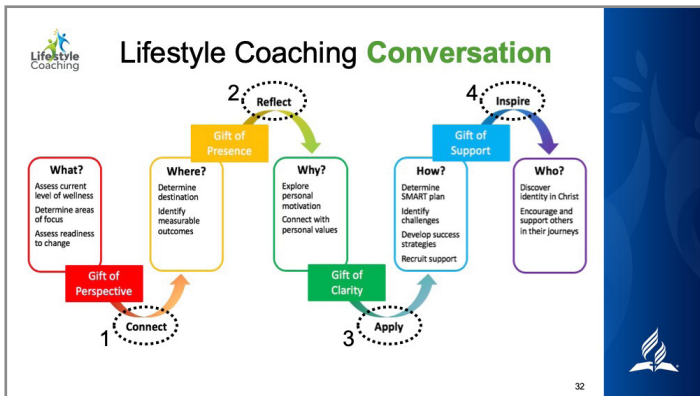 Lifestyle
Coaching
Lifestyle Coaching Conversation
2
Reflect
4
Inspire
Gift of
Presence
Gift of
Support
What?
Assess current
level of wellness
Determine areas
of focus
Assess readiness
to change
Where?
Determine
destination
Identify
measurable
outcomes
Why?
Explore
personal
motivation
Connect with
personal values
How?
Determine
SMART plan
Identify
challenges
Develop success
strategies
Recruit support
Who?
Discover
identity in Christ
Encourage and
support others
in their journeys
Gift of
Perspective
Gift of
Clarity
1
Connect
3
Apply
32